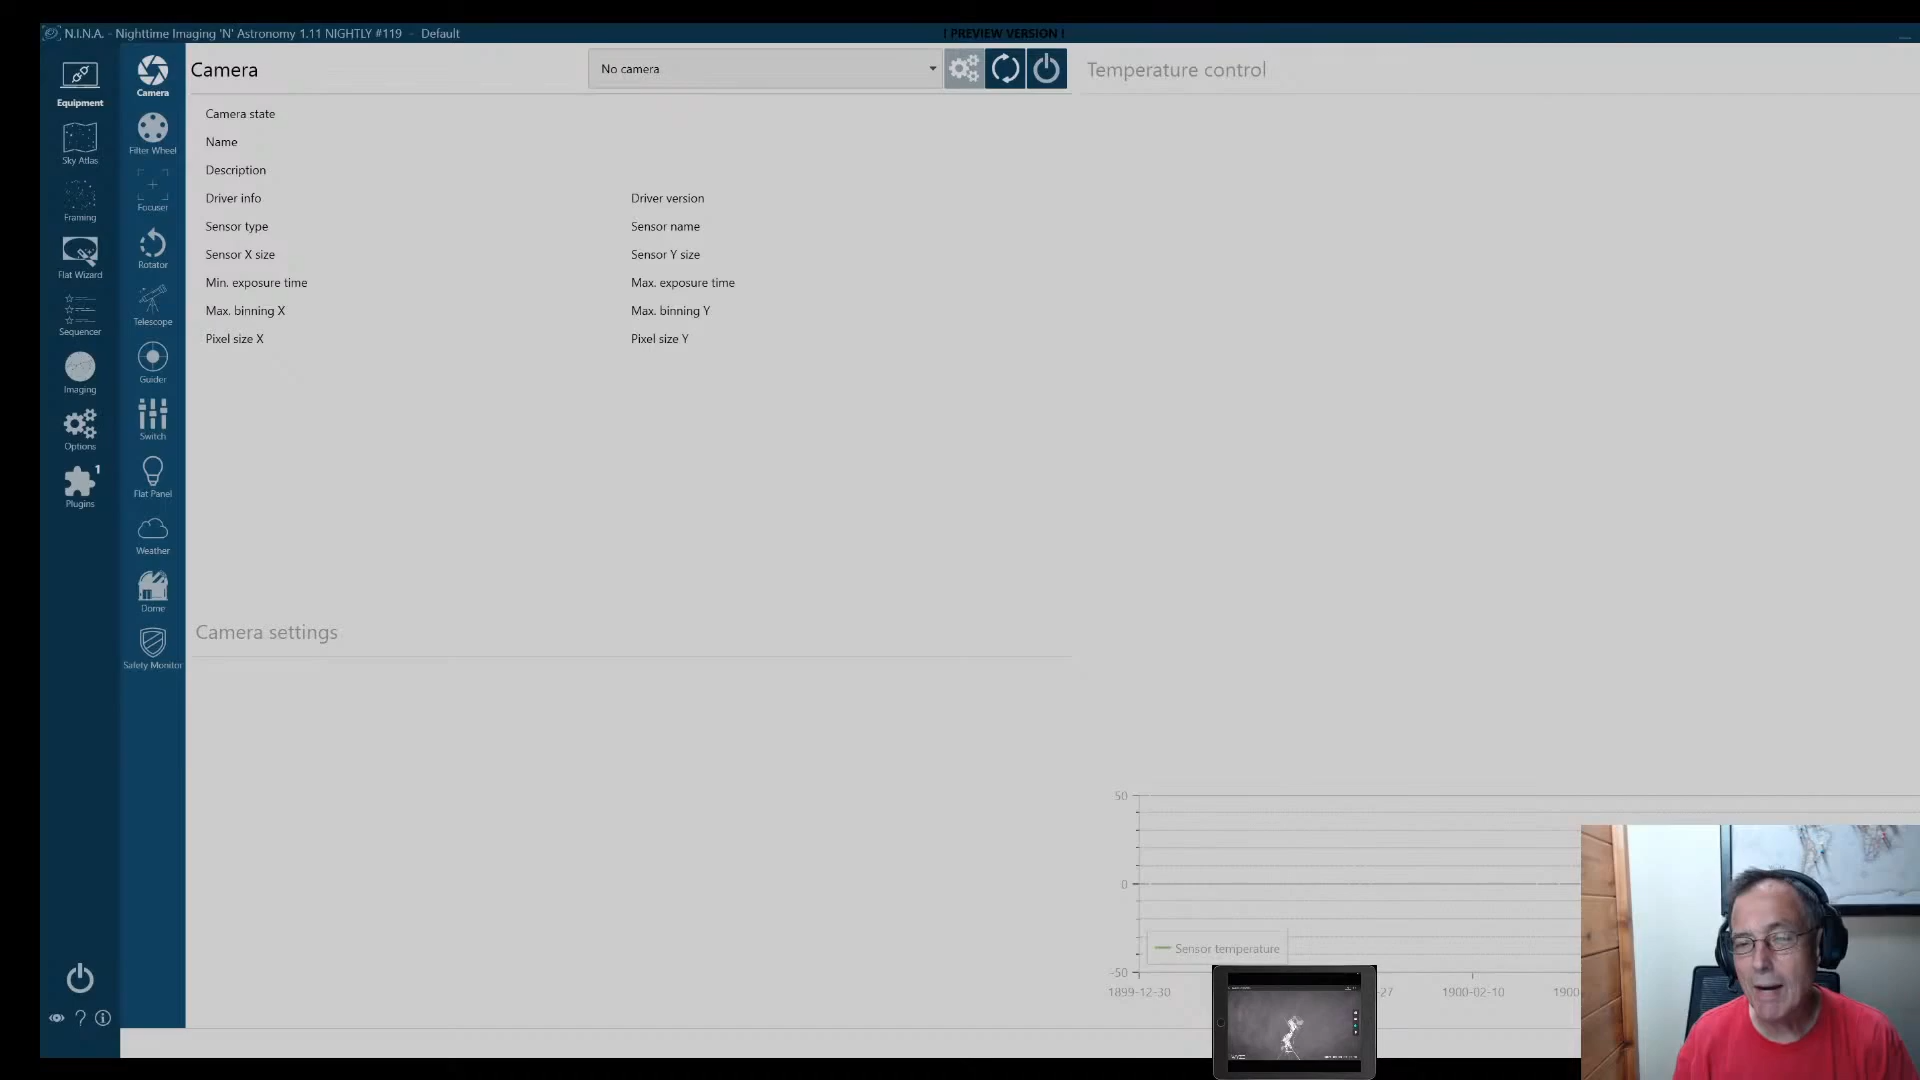 N.I.N.A. - Nighttime Imaging 'N' Astronomy 1.11 NIGHTLY #119 - Default
! PREVIEW VERSION !
Equipment
Sky Atlas
Framing
Flat Wizard
Sequencer
Imaging
Options
1
Plugins
Camera
Filter Wheel
Focuser
Rotator
Telescope
Guider
Switch
Flat Panel
Weather
Dome
Safety Monitor
Camera
No camera
Temperature control
Camera state
Name
Description
Driver info
Driver version
Sensor type
Sensor name
Sensor X size
Sensor Y size
Min. exposure time
Max. exposure time
Max. binning X
Max. binning Y
Pixel size X
Pixel size Y
Camera settings
50
0
-50
Sensor temperature
1899-12-30
-27
1900-02-10
1900